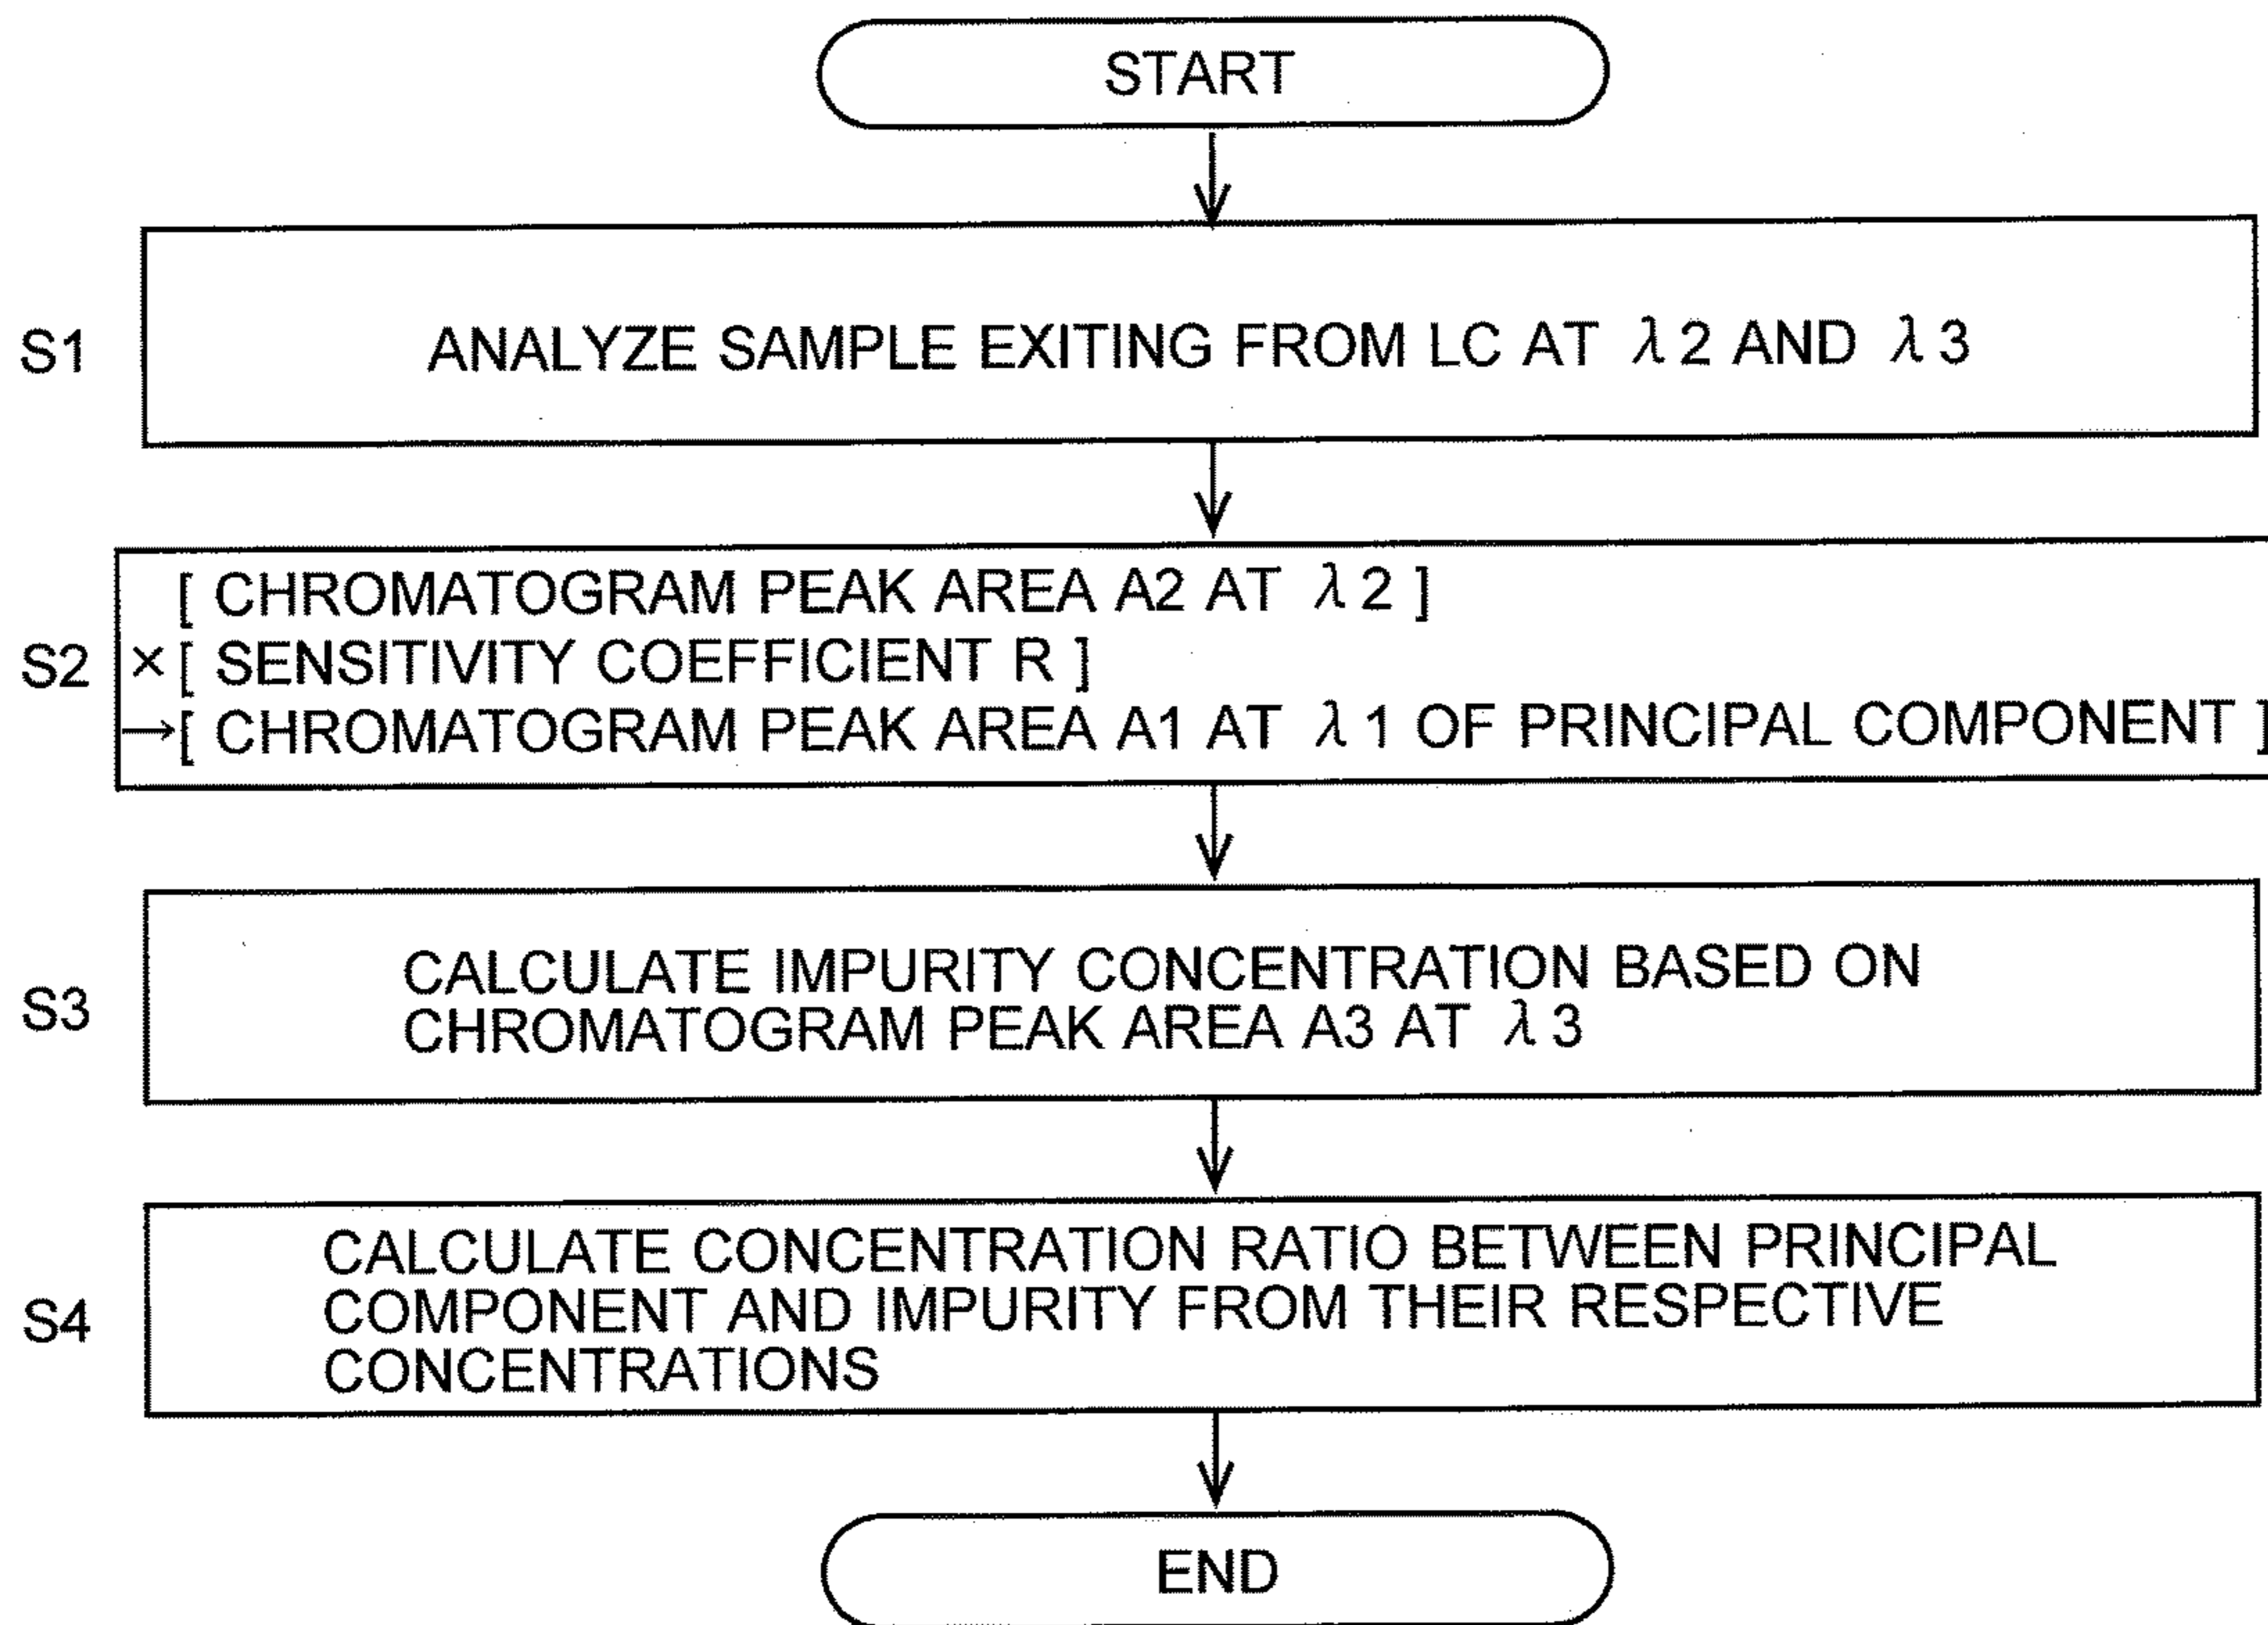 START
S1
ANALYZE SAMPLE EXITING FROM LC AT λ2 AND λ3
[ CHROMATOGRAM PEAK AREA A2 AT λ2 ]
S2
×[ SENSITIVITY COEFFICIENT R ]
→[ CHROMATOGRAM PEAK AREA A1 AT λ1 OF PRINCIPAL COMPONENT ]
S3
CALCULATE IMPURITY CONCENTRATION BASED ON
CHROMATOGRAM PEAK AREA A3 AT λ3
S4
CALCULATE CONCENTRATION RATIO BETWEEN PRINCIPAL
COMPONENT AND IMPURITY FROM THEIR RESPECTIVE
CONCENTRATIONS
END